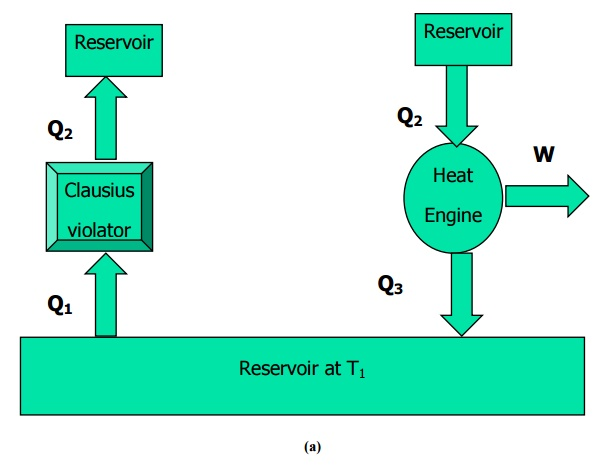 Reservoir
Reservoir
Q2
Q2
W
Clausius
violator
Heat
Engine
Q1
Q3
Reservoir at T1
(a)